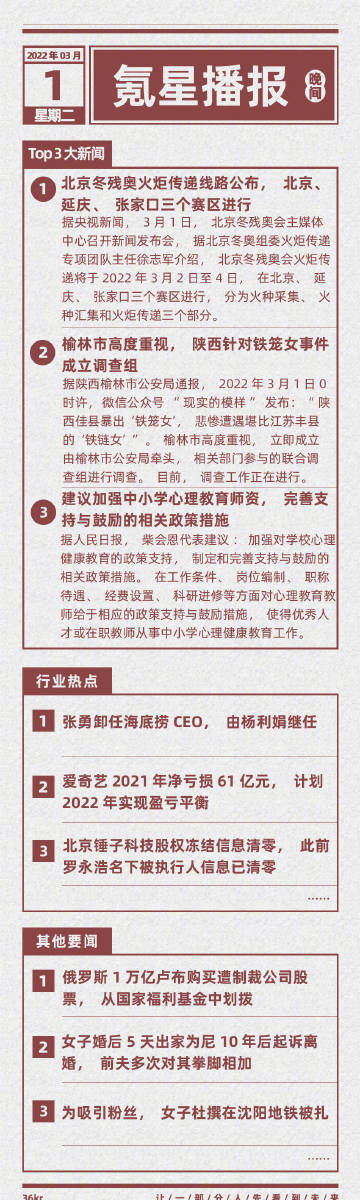 2022 年 03 月
1
星期二
氪星播报
晚间
Top 3 大新闻
1 北京冬残奥火炬传递线路公布， 北京、
延庆、 张家口三个赛区进行
据央视新闻， 3 月 1 日， 北京冬残奥会主媒体
中心召开新闻发布会， 据北京冬奥组委火炬传递
专项团队主任徐志军介绍， 北京冬残奥会火炬传
递将于 2022 年 3 月 2 日至 4 日， 在北京、 延
庆、 张家口三个赛区进行， 分为火种采集、 火
种汇集和火炬传递三个部分。
2 榆林市高度重视， 陕西针对铁笼女事件
成立调查组
据陕西榆林市公安局通报， 2022 年 3 月 1 日 0
时许，微信公众号 “ 现实的模样 ” 发布： “ 陕
西佳县暴出 ‘铁笼女’， 悲惨遭遇堪比江苏丰县
的 ‘铁链女’ ” 。 榆林市高度重视， 立即成立
由榆林市公安局牵头， 相关部门参与的联合调
查组进行调查。 目前， 调查工作正在进行。
3 建议加强中小学心理教育师资， 完善支
持与鼓励的相关政策措施
据人民日报， 柴会恩代表建议 ： 加强对学校心理
健康教育的政策支持， 制定和完善支持与鼓励的
相关政策措施。 在工作条件、 岗位编制、 职称
待遇、 经费设置、 科研进修等方面对心理教育教
师给于相应的政策支持与鼓励措施， 使得优秀人
才或在职教师从事中小学心理健康教育工作。
行业热点
1 张勇卸任海底捞 CEO， 由杨利娟继任
2 爱奇艺 2021 年净亏损 61 亿元， 计划
2022 年实现盈亏平衡
3 北京锤子科技股权冻结信息清零， 此前
罗永浩名下被执行人信息已清零
......
其他要闻
1 俄罗斯 1 万亿卢布购买遭制裁公司股
票， 从国家福利基金中划拨
2 女子婚后 5 天出家为尼 10 年后起诉离
婚， 前夫多次对其拳脚相加
3 为吸引粉丝， 女子杜撰在沈阳地铁被扎
......
36kr
让 / 一 / 部 / 分 / 人 / 先 / 看 / 到 / 未 / 来